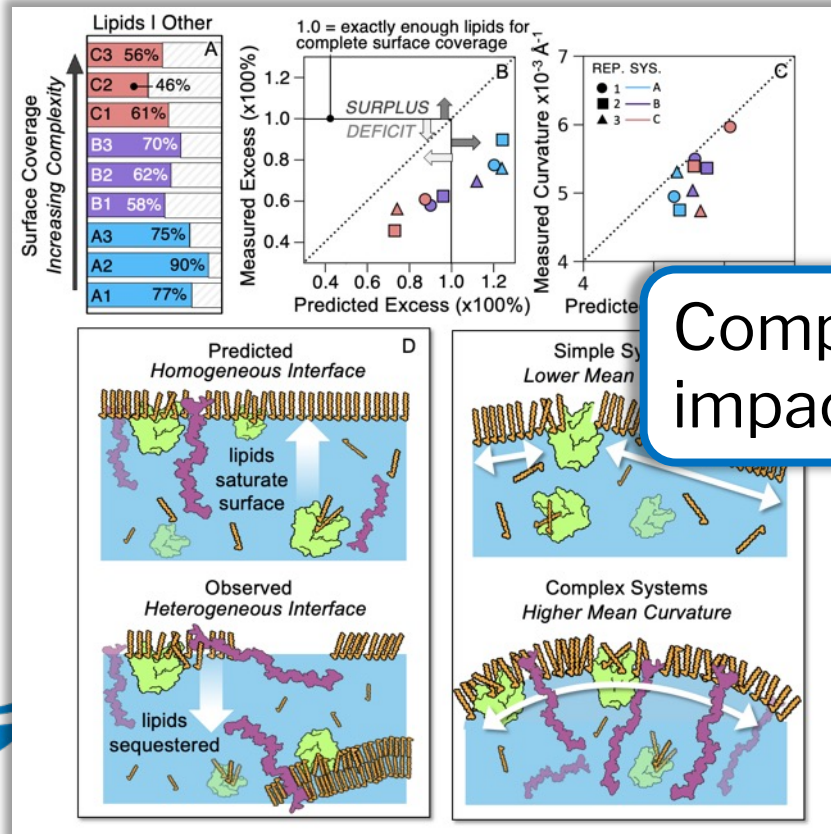 Lipids I Other
A
C3 56%
C2 46%
C1 61%
B3 70%
B2 62%
B1 58%
A3 75%
A2 90%
A1 77%
Surface Coverage
Increasing Complexity
1.0 = exactly enough lipids for
complete surface coverage
B
SURPLUS
DEFICIT
Measured Excess (x100%)
1.2
1.0
0.8
0.6
0.4
0.4 0.6 0.8 1.0 1.2
Predicted Excess (x100%)
C
REP. SYS.
1 A
2 B
3 C
Measured Curvature x10⁻³ Å⁻¹
7
6
5
4
4
Predicted
Comp
impac
D
Predicted
Homogeneous Interface
lipids
saturate
surface
Observed
Heterogeneous Interface
lipids
sequestered
Simple Sy
Lower Mean
Complex Systems
Higher Mean Curvature